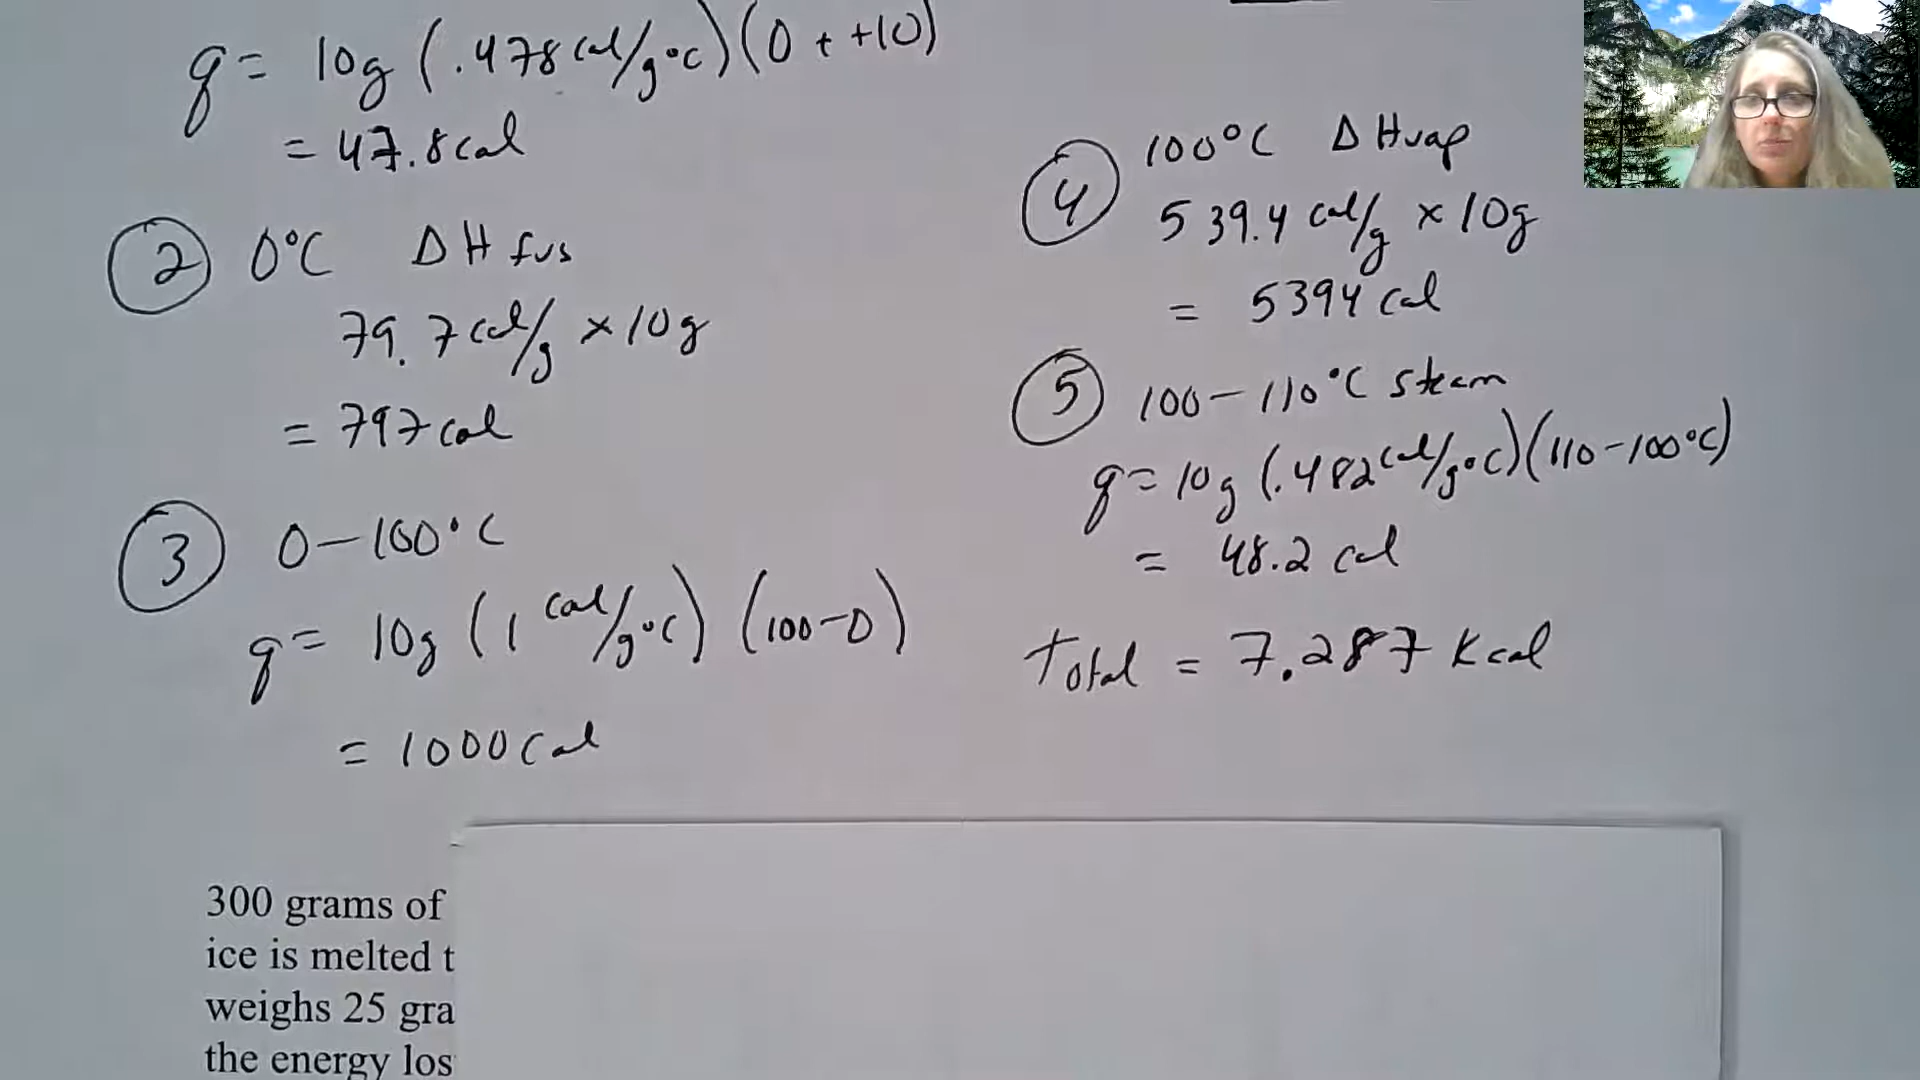 q = 10g (.478 cal/g°C)(0 + +10)
= 47.8 cal
② 0°C ΔH fus
79.7 cal/g × 10g
= 797 cal
③ 0 – 100°C
q = 10g (1 cal/g°C) (100 – 0)
= 1000 cal
④ 100°C ΔHvap
539.4 cal/g × 10g
= 5394 cal
⑤ 100 – 110°C steam
q = 10g (.482 cal/g°C)(110 – 100°C)
= 48.2 cal
Total = 7.287 Kcal
300 grams of
ice is melted t
weighs 25 gra
the energy los